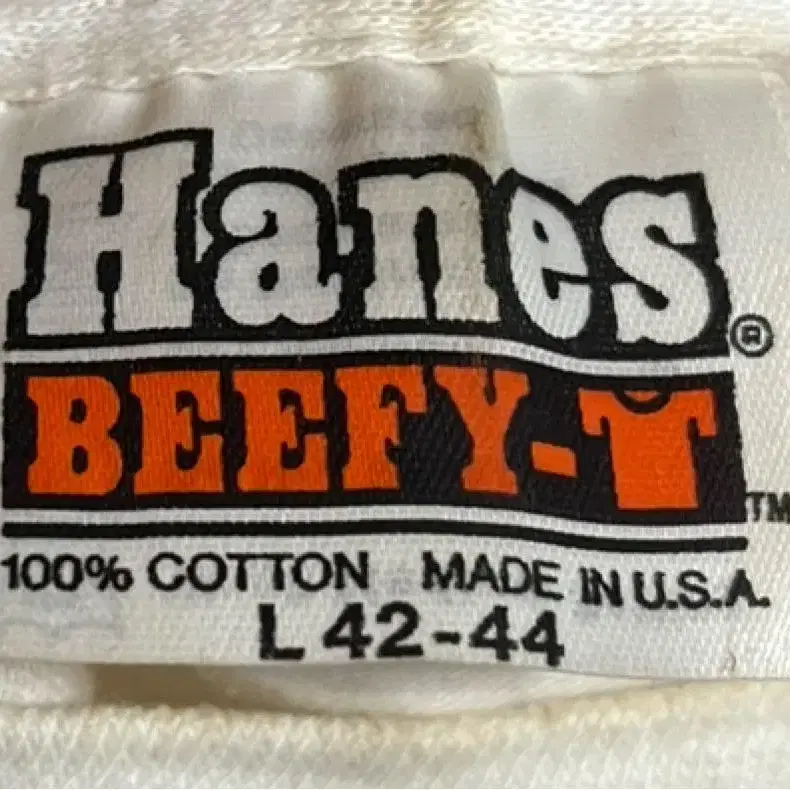 Hanes®
BEEFY-T™
100% COTTON MADE IN U.S.A.
L 42-44